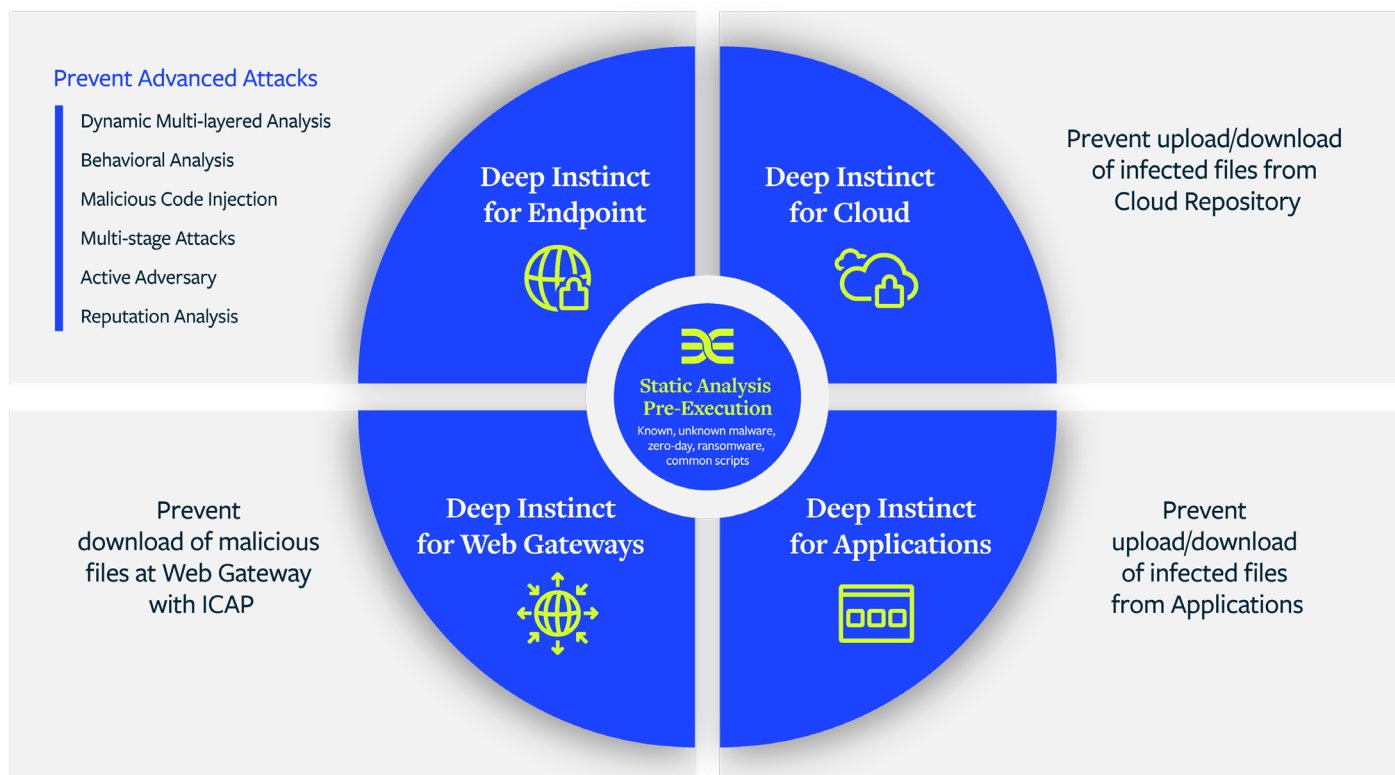 Prevent Advanced Attacks
Dynamic Multi-layered Analysis
Behavioral Analysis
Malicious Code Injection
Multi-stage Attacks
Active Adversary
Reputation Analysis
Deep Instinct
for Endpoint
Deep Instinct
for Cloud
Prevent upload/download
of infected files from
Cloud Repository
Static Analysis
Pre-Execution
Known, unknown malware,
zero-day, ransomware,
common scripts
Prevent
download of malicious
files at Web Gateway
with ICAP
Deep Instinct
for Web Gateways
Deep Instinct
for Applications
Prevent
upload/download
of infected files
from Applications